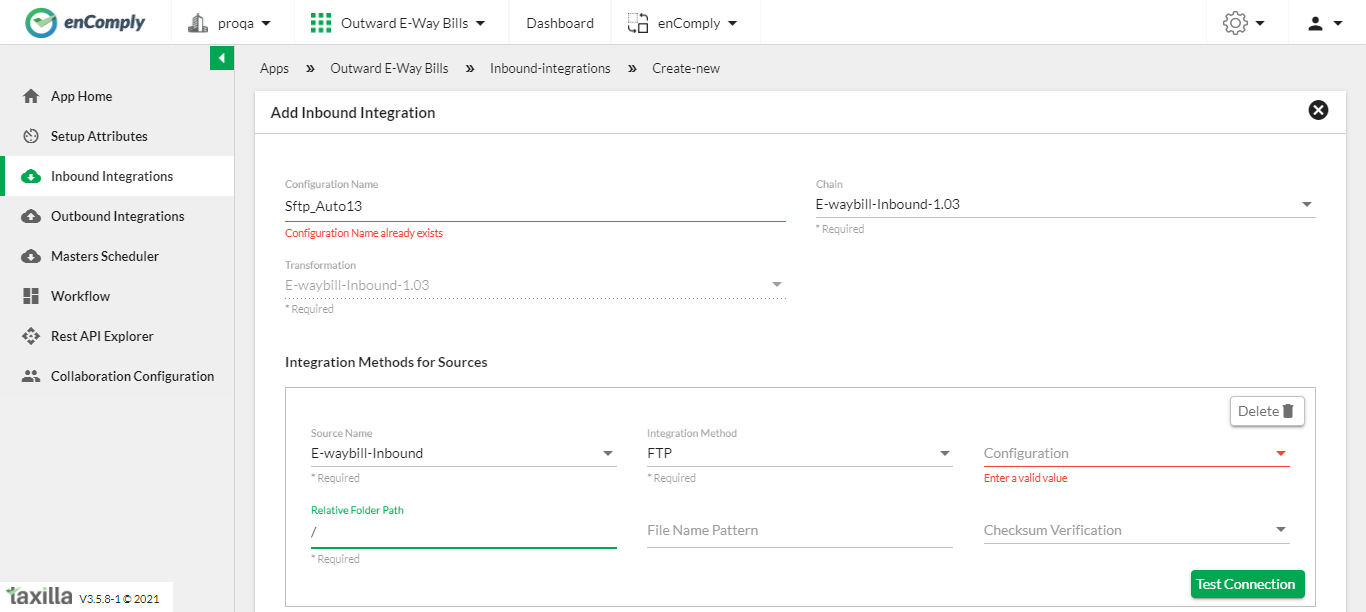 enComply proqa Outward E-Way Bills Dashboard enComply
Apps » Outward E-Way Bills » Inbound-integrations » Create-new
App Home
Setup Attributes
Inbound Integrations
Outbound Integrations
Masters Scheduler
Workflow
Rest API Explorer
Collaboration Configuration
taxilla V3.5.8-1 © 2021
Add Inbound Integration
Configuration Name
Sftp_Auto13
Configuration Name already exists
Chain
E-waybill-Inbound-1.03
* Required
Transformation
E-waybill-Inbound-1.03
* Required
Integration Methods for Sources
Delete
Source Name
E-waybill-Inbound
* Required
Integration Method
FTP
* Required
Configuration
Enter a valid value
Relative Folder Path
/
* Required
File Name Pattern
Checksum Verification
Test Connection